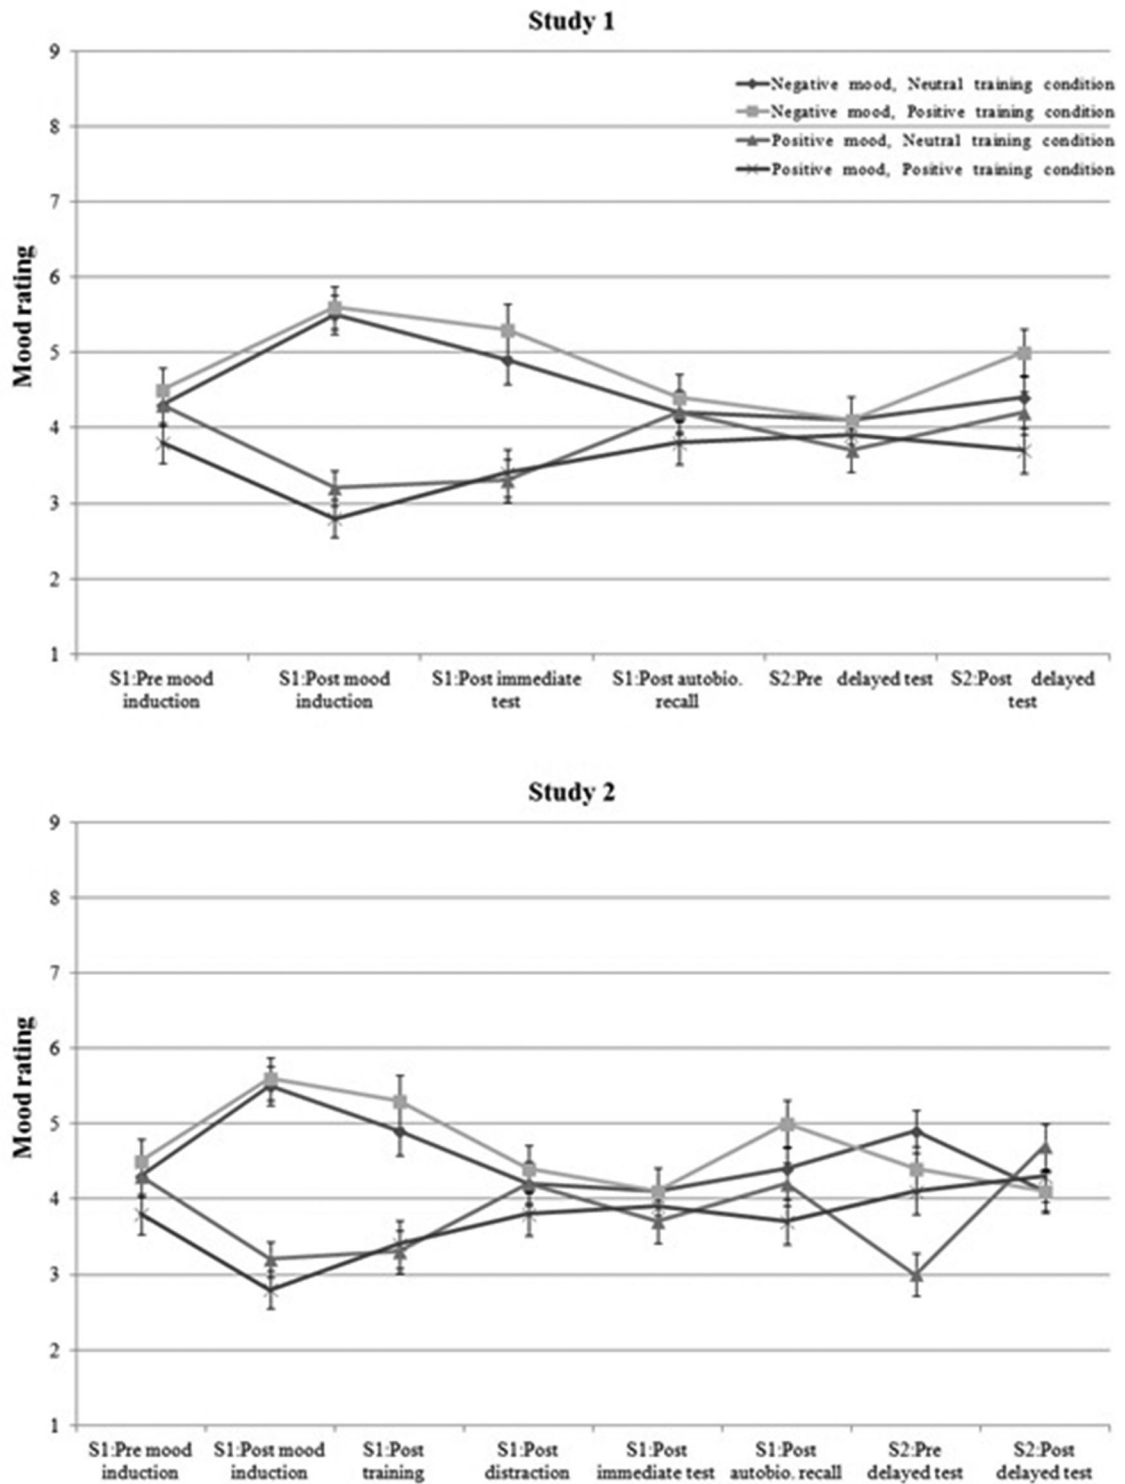 Study 1
9
8
7
6
5
4
3
2
1
Mood rating
Negative mood, Neutral training condition
Negative mood, Positive training condition
Positive mood, Neutral training condition
Positive mood, Positive training condition
S1:Pre mood induction
S1:Post mood induction
S1:Post immediate test
S1:Post autobio. recall
S2:Pre delayed test
S2:Post delayed test
Study 2
9
8
7
6
5
4
3
2
1
Mood rating
S1:Pre mood induction
S1:Post mood induction
S1:Post training
S1:Post distraction
S1:Post immediate test
S1:Post autobio. recall
S2:Pre delayed test
S2:Post delayed test